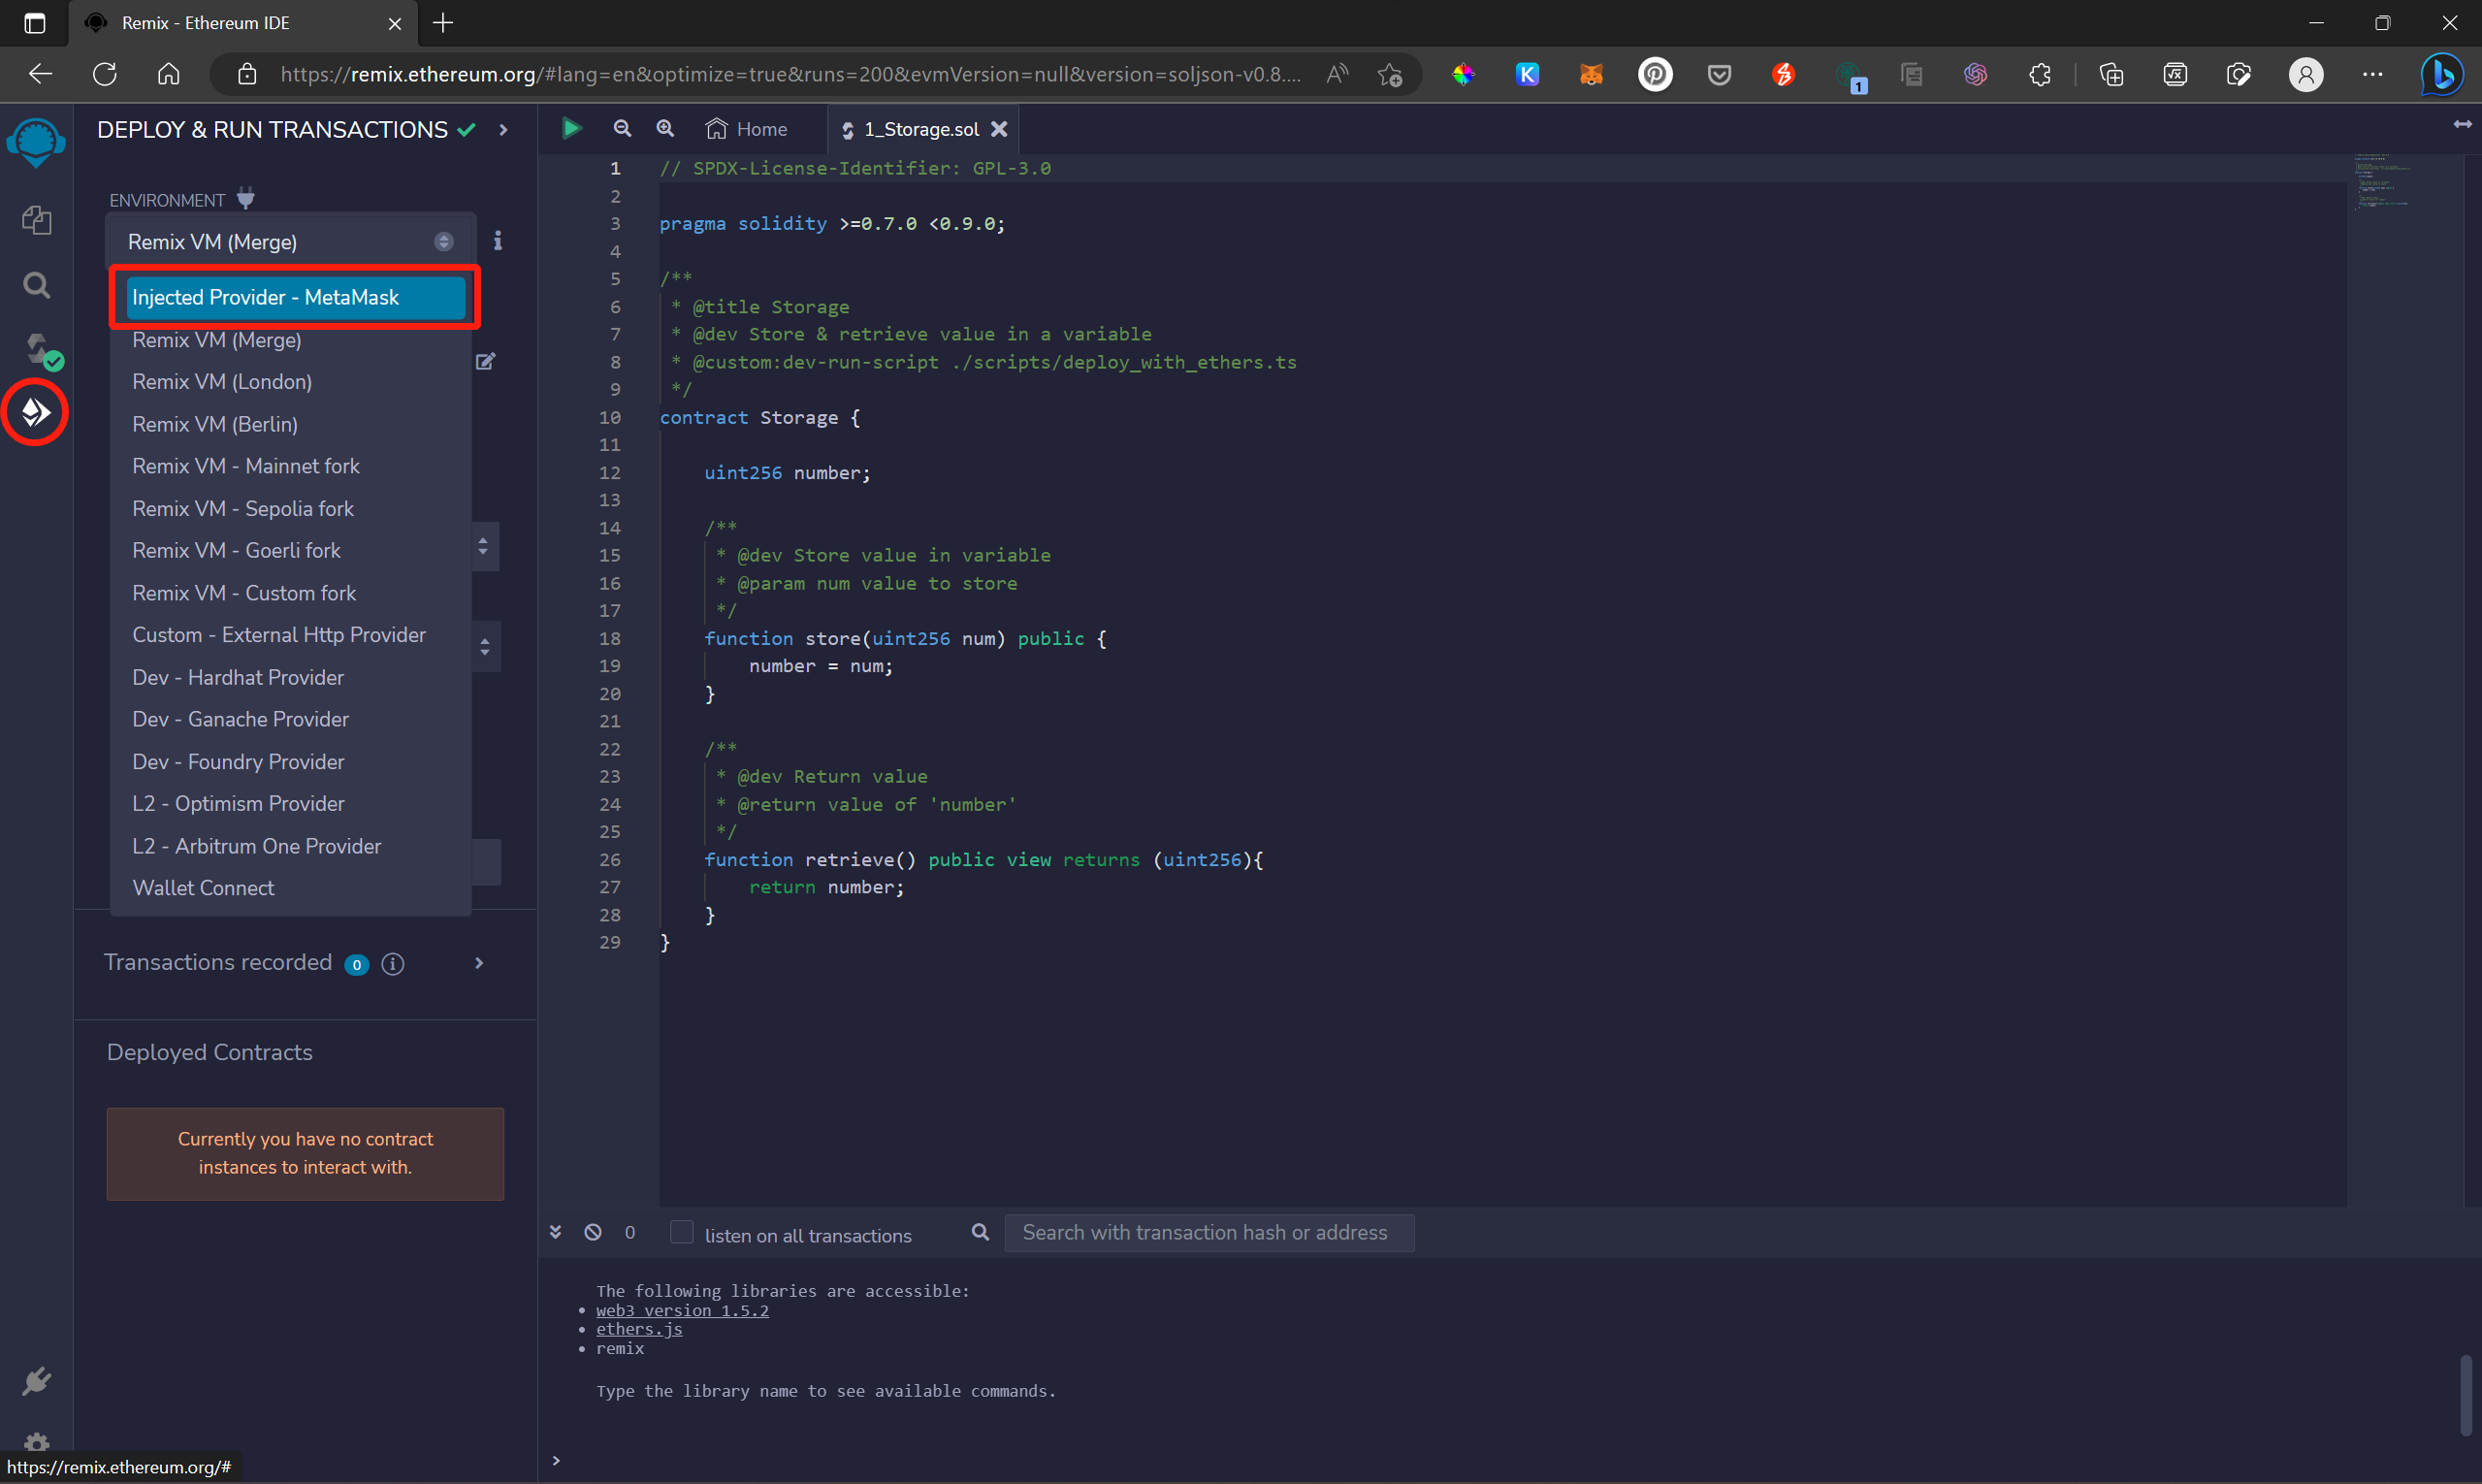 Remix - Ethereum IDE
https://remix.ethereum.org/#lang=en&optimize=true&runs=200&evmVersion=null&version=soljson-v0.8....
1
DEPLOY & RUN TRANSACTIONS
ENVIRONMENT
Remix VM (Merge)
Injected Provider - MetaMask
Remix VM (Merge)
Remix VM (London)
Remix VM (Berlin)
Remix VM - Mainnet fork
Remix VM - Sepolia fork
Remix VM - Goerli fork
Remix VM - Custom fork
Custom - External Http Provider
Dev - Hardhat Provider
Dev - Ganache Provider
Dev - Foundry Provider
L2 - Optimism Provider
L2 - Arbitrum One Provider
Wallet Connect
Transactions recorded 0
Deployed Contracts
Currently you have no contract
instances to interact with.
https://remix.ethereum.org/#
Home
1_Storage.sol
1 // SPDX-License-Identifier: GPL-3.0
2
3 pragma solidity >=0.7.0 <0.9.0;
4
5 /**
6 * @title Storage
7 * @dev Store & retrieve value in a variable
8 * @custom:dev-run-script ./scripts/deploy_with_ethers.ts
9 */
10 contract Storage {
11
12 uint256 number;
13
14 /**
15 * @dev Store value in variable
16 * @param num value to store
17 */
18 function store(uint256 num) public {
19 number = num;
20 }
21
22 /**
23 * @dev Return value
24 * @return value of 'number'
25 */
26 function retrieve() public view returns (uint256){
27 return number;
28 }
29 }
0 listen on all transactions Search with transaction hash or address
The following libraries are accessible:
• web3 version 1.5.2
• ethers.js
• remix
Type the library name to see available commands.
>